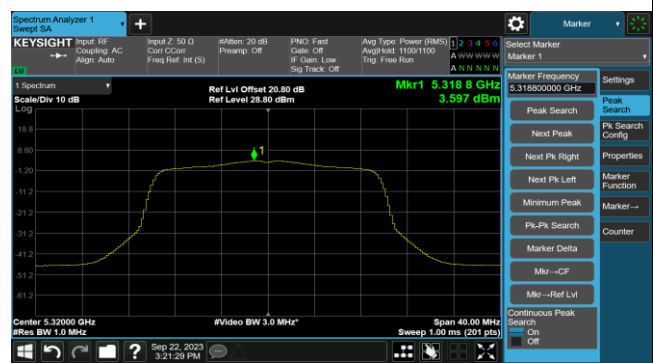 Spectrum Analyzer 1
Swept SA
Marker
KEYSIGHT
Input: RF
Coupling: AC
Align: Auto
Input Z: 50 Ω
Corr CCorr
Freq Ref: Int (S)
#Atten: 20 dB
Preamp: Off
PNO: Fast
Gate: Off
IF Gain: Low
Sig Track: Off
Avg Type: Power (RMS)
Avg|Hold: 1100/1100
Trig: Free Run
1 2 3 4 5 6
A W W W W W
A N N N N N
1 Spectrum
Scale/Div 10 dB
Log
Ref Lvl Offset 20.80 dB
Ref Level 28.80 dBm
Mkr1 5.318 8 GHz
3.597 dBm
18.8
8.80
-1.20
-11.2
-21.2
-31.2
-41.2
-51.2
-61.2
1
Center 5.32000 GHz
#Res BW 1.0 MHz
#Video BW 3.0 MHz*
Span 40.00 MHz
Sweep 1.00 ms (201 pts)
Select Marker
Marker 1
Marker Frequency
5.318800000 GHz
Peak Search
Next Peak
Next Pk Right
Next Pk Left
Minimum Peak
Pk-Pk Search
Marker Delta
Mkr→CF
Mkr→Ref Lvl
Continuous Peak
Search
On
Off
Settings
Peak
Search
Pk Search
Config
Properties
Marker
Function
Marker→
Counter
Sep 22, 2023
3:21:29 PM